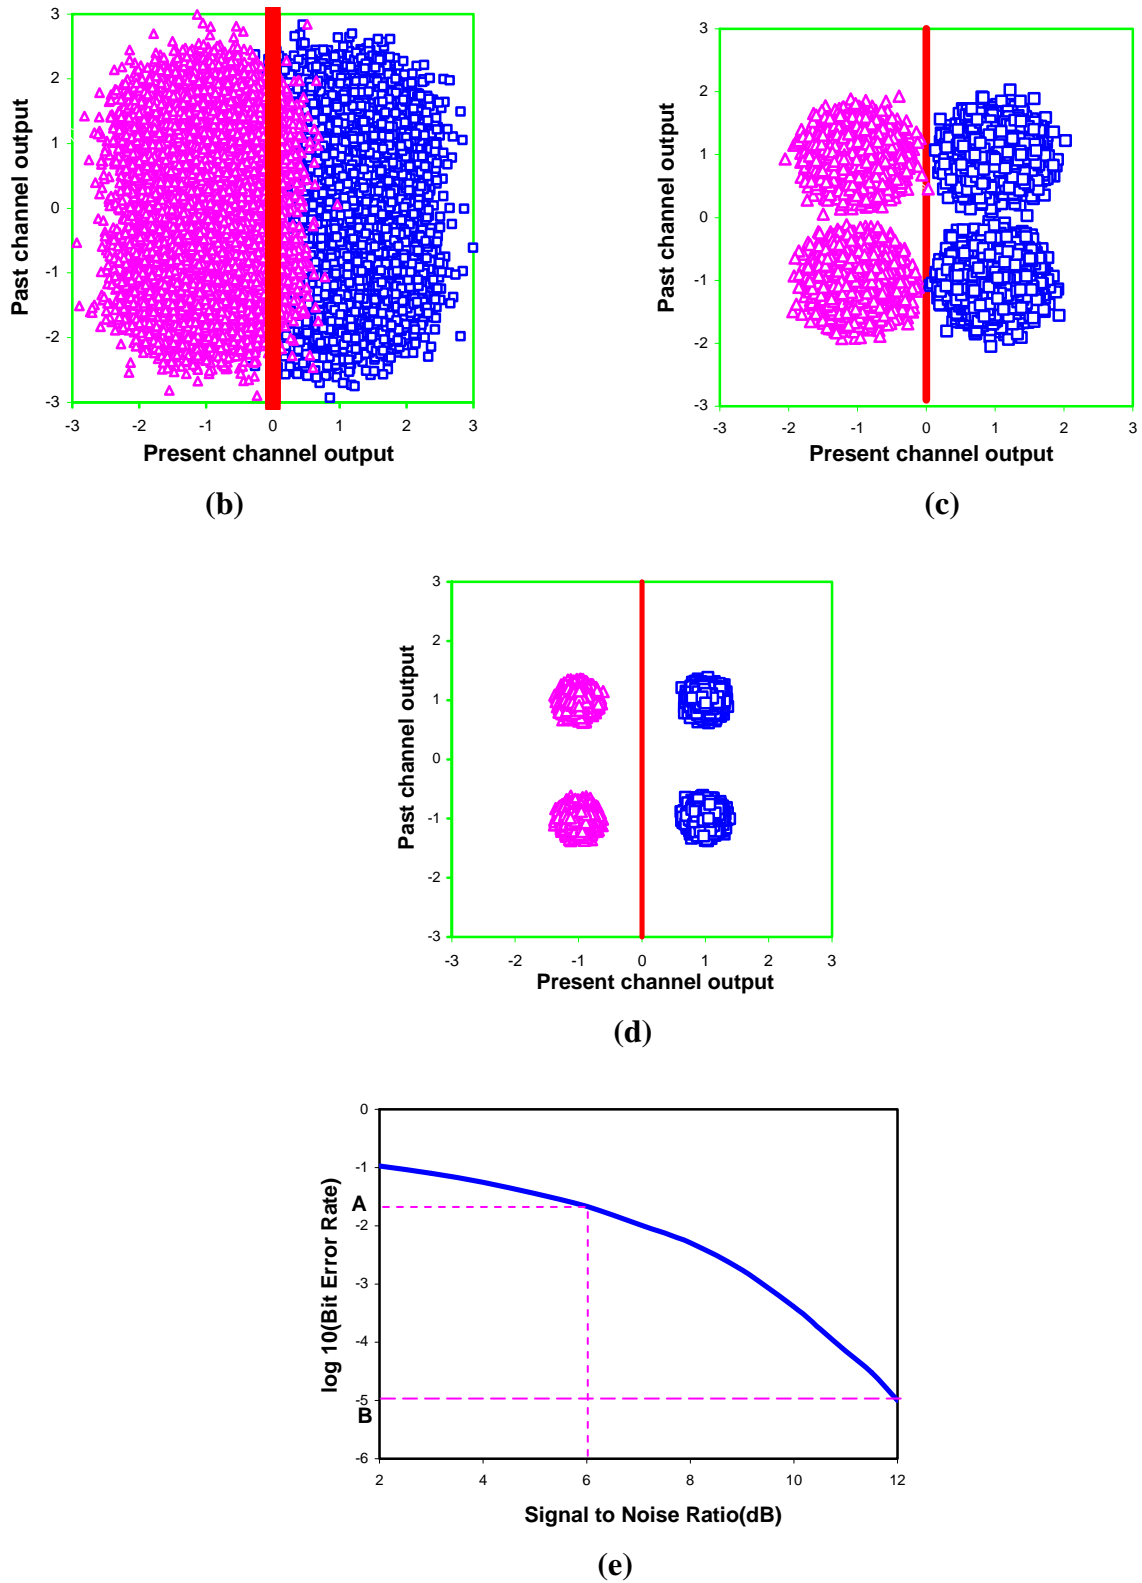 3
2
1
0
-1
-2
-3
-3 -2 -1 0 1 2 3
Past channel output
Present channel output
(b)
3
2
1
0
-1
-2
-3
-3 -2 -1 0 1 2 3
Past channel output
Present channel output
(c)
3
2
1
0
-1
-2
-3
-3 -2 -1 0 1 2 3
Past channel output
Present channel output
(d)
0
-1
A
-2
-3
-4
-5
B
-6
2 4 6 8 10 12
log 10(Bit Error Rate)
Signal to Noise Ratio(dB)
(e)